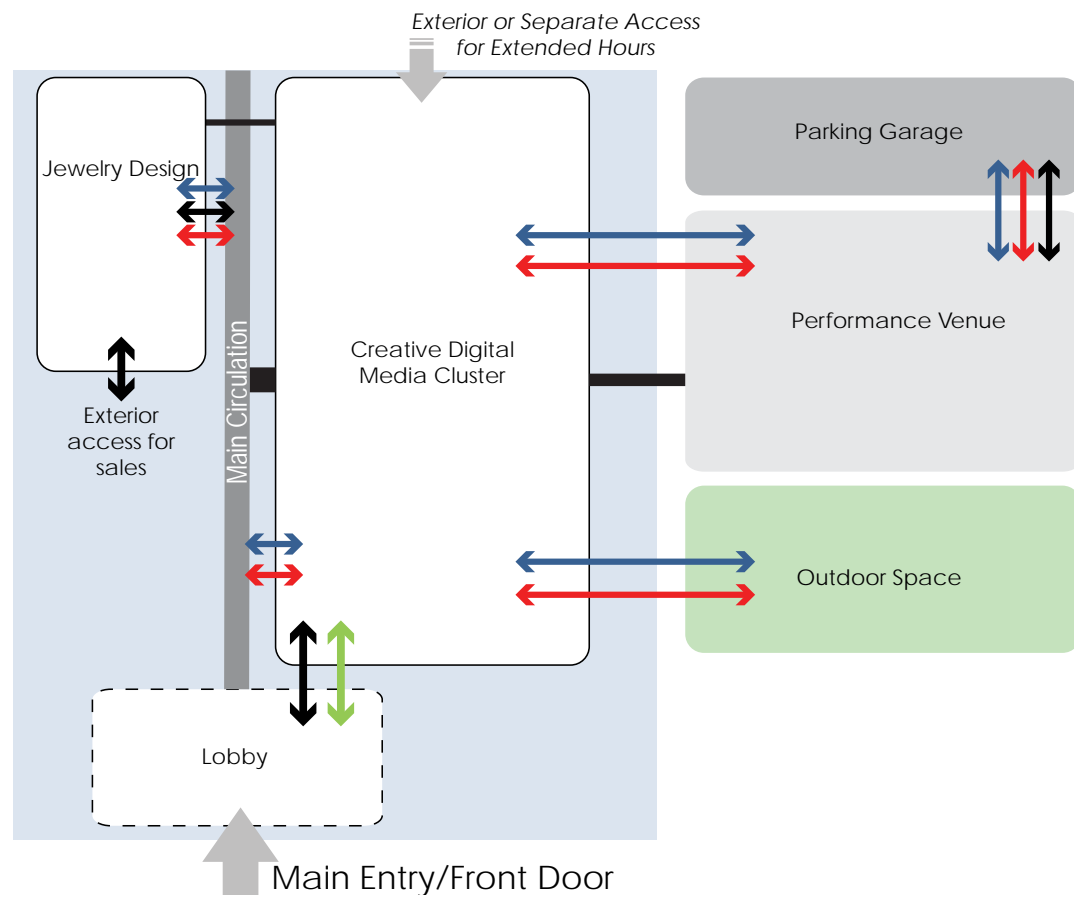 Exterior or Separate Access
for Extended Hours
Parking Garage
Jewelry Design
Performance Venue
Creative Digital
Media Cluster
Main Circulation
Exterior
access for
sales
Outdoor Space
Lobby
Main Entry/Front Door